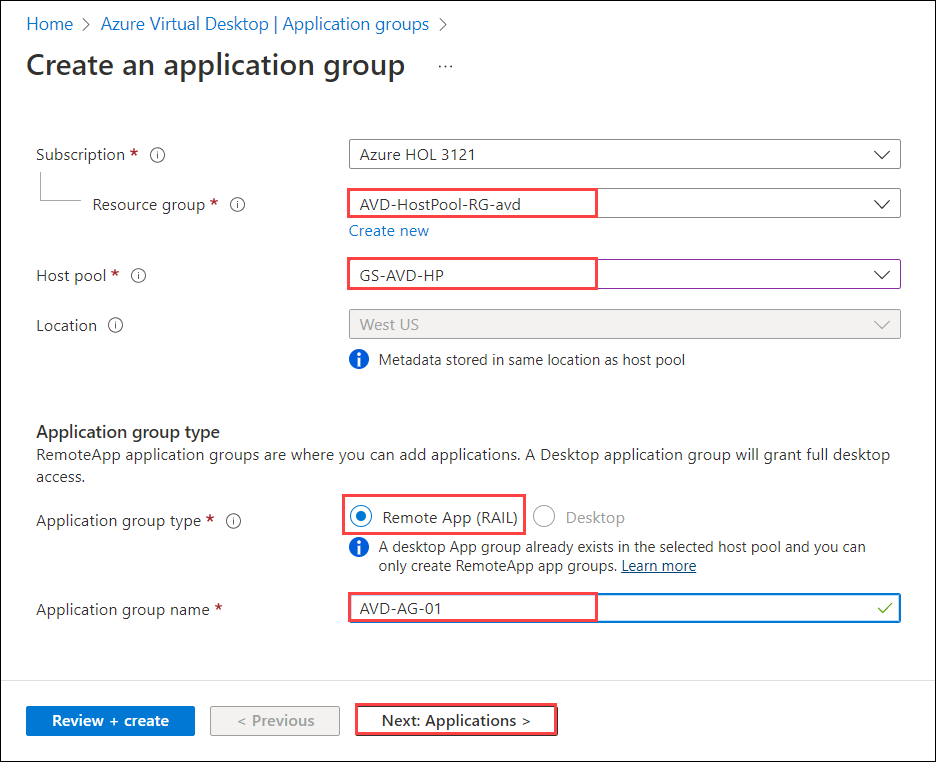 Home > Azure Virtual Desktop | Application groups >
Create an application group ...
Subscription *
Azure HOL 3121
Resource group *
AVD-HostPool-RG-avd
Create new
Host pool *
GS-AVD-HP
Location
West US
Metadata stored in same location as host pool
Application group type
RemoteApp application groups are where you can add applications. A Desktop application group will grant full desktop
access.
Application group type *
Remote App (RAIL)
Desktop
A desktop App group already exists in the selected host pool and you can
only create RemoteApp app groups. Learn more
Application group name *
AVD-AG-01
Review + create
< Previous
Next: Applications >